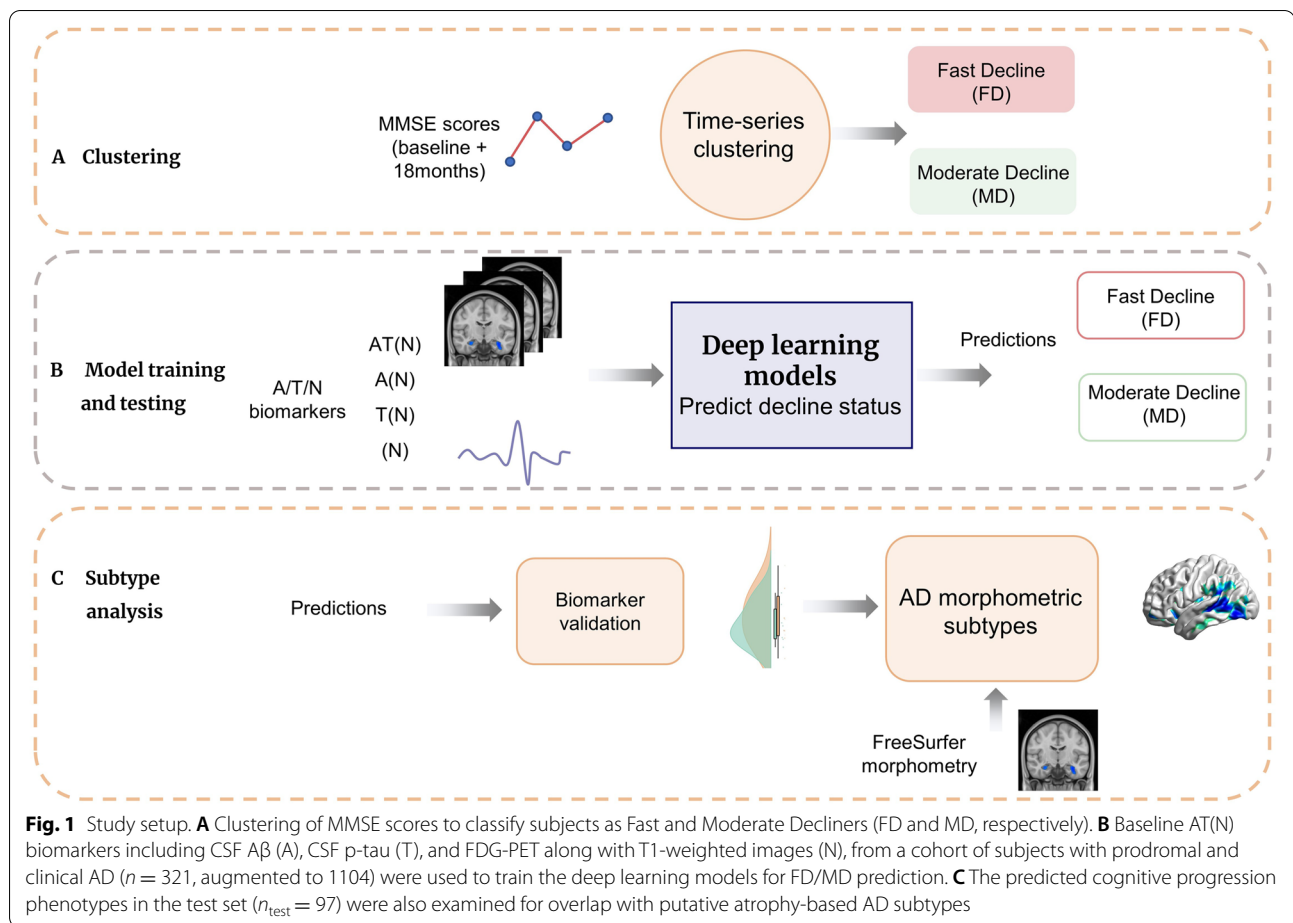 A Clustering
MMSE scores
(baseline +
18months)
Time-series
clustering
Fast Decline
(FD)
Moderate Decline
(MD)
B Model training
and testing
A/T/N
biomarkers
AT(N)
A(N)
T(N)
(N)
Deep learning
models
Predict decline status
Predictions
Fast Decline
(FD)
Moderate Decline
(MD)
C Subtype
analysis
Predictions
Biomarker
validation
AD morphometric
subtypes
FreeSurfer
morphometry
Fig. 1 Study setup. A Clustering of MMSE scores to classify subjects as Fast and Moderate Decliners (FD and MD, respectively). B Baseline AT(N)
biomarkers including CSF Aβ (A), CSF p-tau (T), and FDG-PET along with T1-weighted images (N), from a cohort of subjects with prodromal and
clinical AD (n = 321, augmented to 1104) were used to train the deep learning models for FD/MD prediction. C The predicted cognitive progression
phenotypes in the test set (n_test = 97) were also examined for overlap with putative atrophy-based AD subtypes